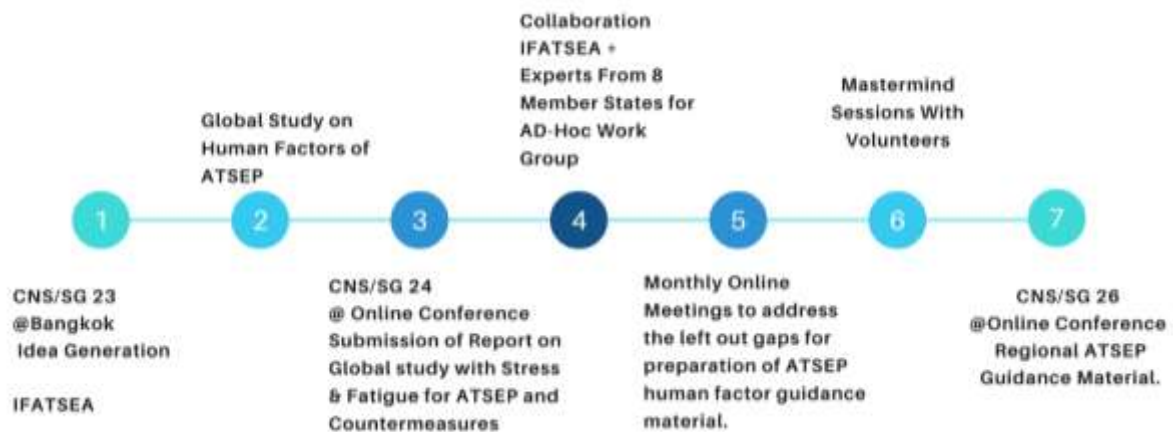 1
CNS/SG 23
@Bangkok
Idea Generation
IFATSEA
2
Global Study on
Human Factors of
ATSEP
3
CNS/SG 24
@ Online Conference
Submission of Report on
Global study with Stress
& Fatigue for ATSEP and
Countermeasures
4
Collaboration
IFATSEA +
Experts From 8
Member States for
AD-Hoc Work
Group
5
Monthly Online
Meetings to address
the left out gaps for
preparation of ATSEP
human factor guidance
material.
6
Mastermind
Sessions With
Volunteers
7
CNS/SG 26
@Online Conference
Regional ATSEP
Guidance Material.